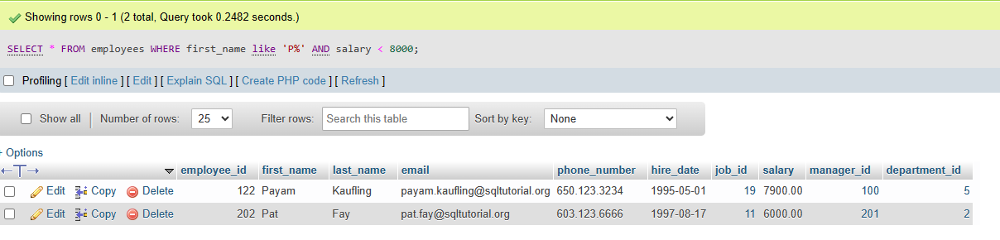 Showing rows 0 - 1 (2 total, Query took 0.2482 seconds.)
SELECT * FROM employees WHERE first_name like 'P%' AND salary < 8000;
Profiling [ Edit inline ] [ Edit ] [ Explain SQL ] [ Create PHP code ] [ Refresh ]
Show all Number of rows: 25 Filter rows: Search this table Sort by key: None
+ Options
employee_id first_name last_name email phone_number hire_date job_id salary manager_id department_id
Edit Copy Delete 122 Payam Kaufling payam.kaufling@sqltutorial.org 650.123.3234 1995-05-01 19 7900.00 100 5
Edit Copy Delete 202 Pat Fay pat.fay@sqltutorial.org 603.123.6666 1997-08-17 11 6000.00 201 2